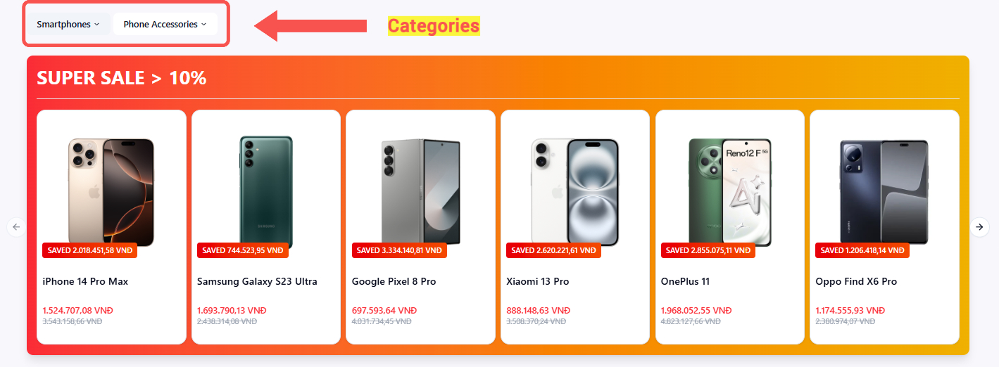 Smartphones
Phone Accessories
Categories
SUPER SALE > 10%
Reno12 F 5G
SAMSUNG
SAVED 2.018.451,58 VNĐ
SAVED 744.523,95 VNĐ
SAVED 3.334.140,81 VNĐ
SAVED 2.620.221,61 VNĐ
SAVED 2.855.075,11 VNĐ
SAVED 1.206.418,14 VNĐ
iPhone 14 Pro Max
Samsung Galaxy S23 Ultra
Google Pixel 8 Pro
Xiaomi 13 Pro
OnePlus 11
Oppo Find X6 Pro
1.524.707,08 VNĐ
1.693.790,13 VNĐ
697.593,64 VNĐ
888.148,63 VNĐ
1.968.052,55 VNĐ
1.174.555,93 VNĐ
3.543.158,66 VNĐ
2.438.314,08 VNĐ
4.031.734,45 VNĐ
3.508.370,24 VNĐ
4.823.127,66 VNĐ
2.380.974,07 VNĐ